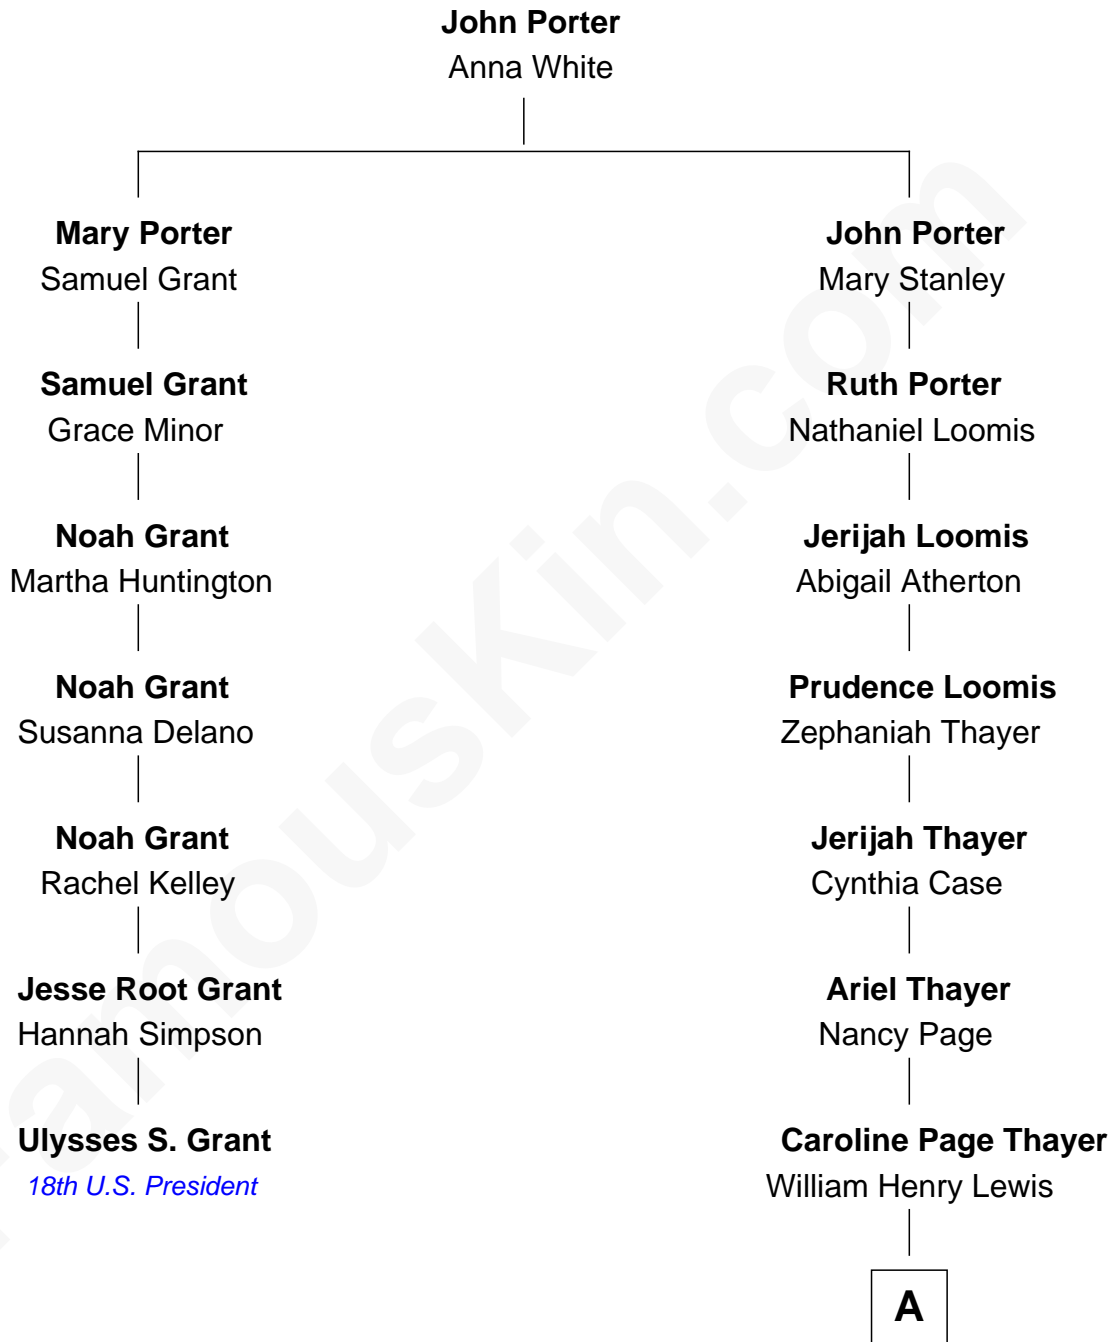 John Porter
Anna White
Mary Porter
Samuel Grant
John Porter
Mary Stanley
Samuel Grant
Grace Minor
Ruth Porter
Nathaniel Loomis
Noah Grant
Martha Huntington
Jerijah Loomis
Abigail Atherton
Noah Grant
Susanna Delano
Prudence Loomis
Zephaniah Thayer
Noah Grant
Rachel Kelley
Jerijah Thayer
Cynthia Case
Jesse Root Grant
Hannah Simpson
Ariel Thayer
Nancy Page
Ulysses S. Grant
18th U.S. President
Caroline Page Thayer
William Henry Lewis
A
FamousKin.com